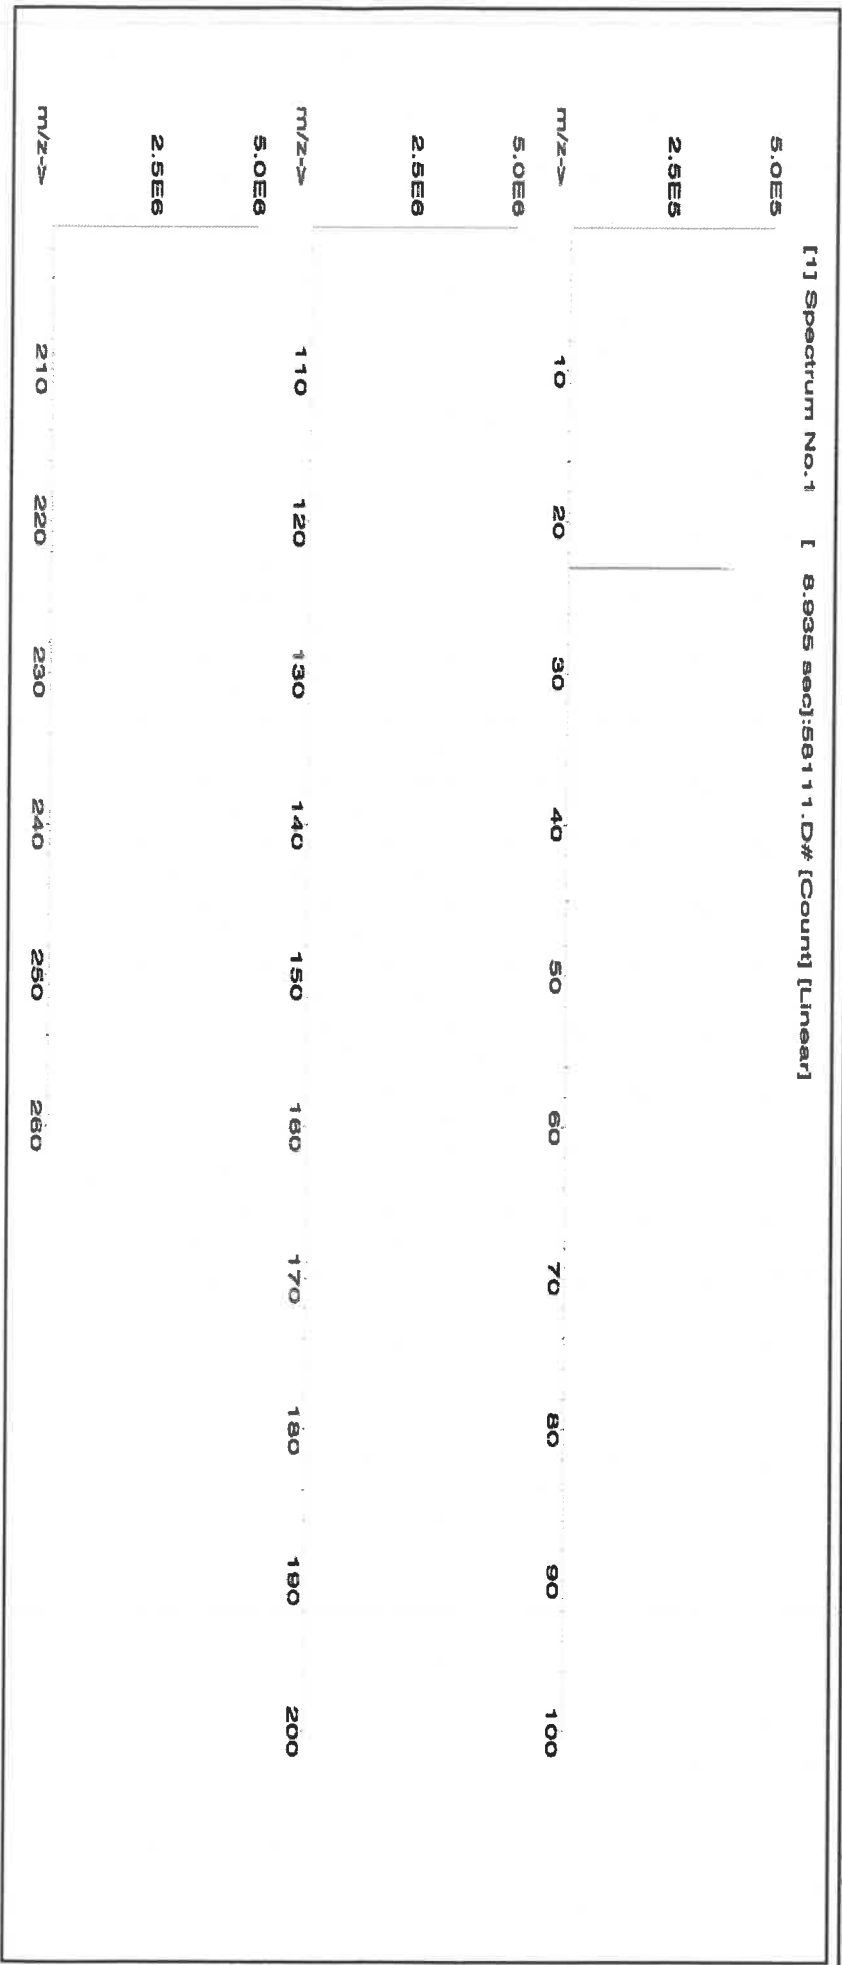 [1] Spectrum No.1 [ 8.935 sec]:58111.D# [Count] [Linear]
5.0E5
2.5E5
m/z-> 10 20 30 40 50 60 70 80 90 100
5.0E6
2.5E6
m/z-> 110 120 130 140 150 160 170 180 190 200
5.0E6
2.5E6
m/z-> 210 220 230 240 250 260